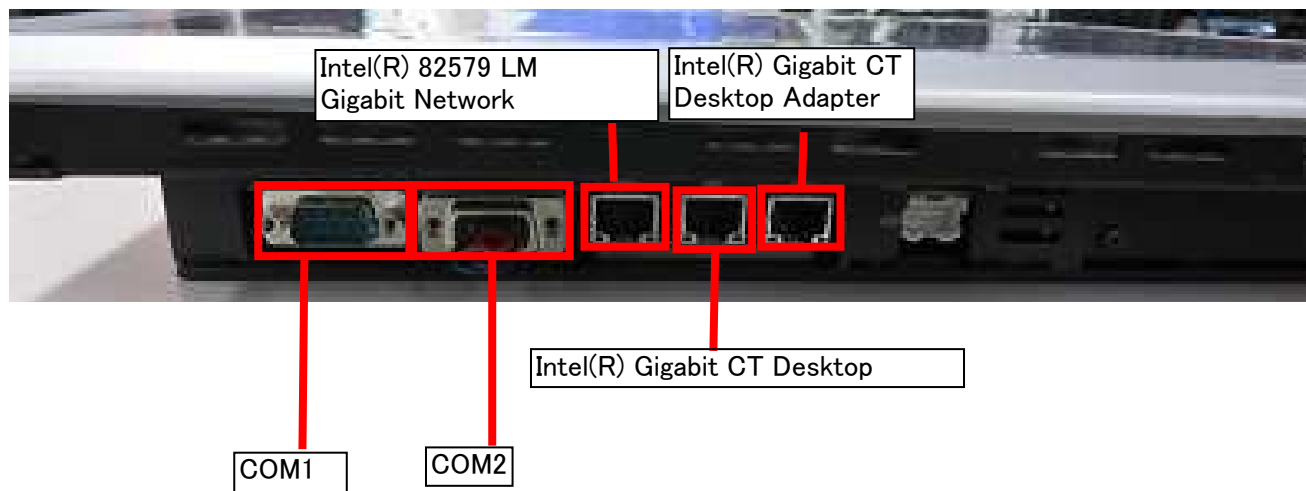 Intel(R) 82579 LM
Gigabit Network
Intel(R) Gigabit CT
Desktop Adapter
Intel(R) Gigabit CT Desktop
COM1
COM2